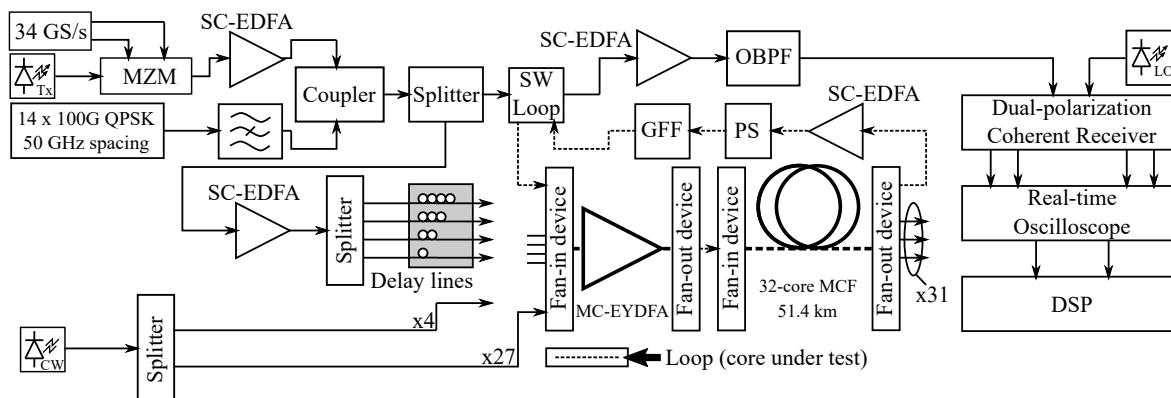 34 GS/s
Tx
MZM
SC-EDFA
14 x 100G QPSK
50 GHz spacing
Coupler
Splitter
SW
Loop
SC-EDFA
OBPF
LO
Dual-polarization
Coherent Receiver
Real-time
Oscilloscope
DSP
GFF
PS
SC-EDFA
SC-EDFA
Splitter
Delay lines
Fan-in device
MC-EYDFA
Fan-out device
Fan-in device
32-core MCF
51.4 km
Fan-out device
x31
CW
Splitter
x4
x27
Loop (core under test)